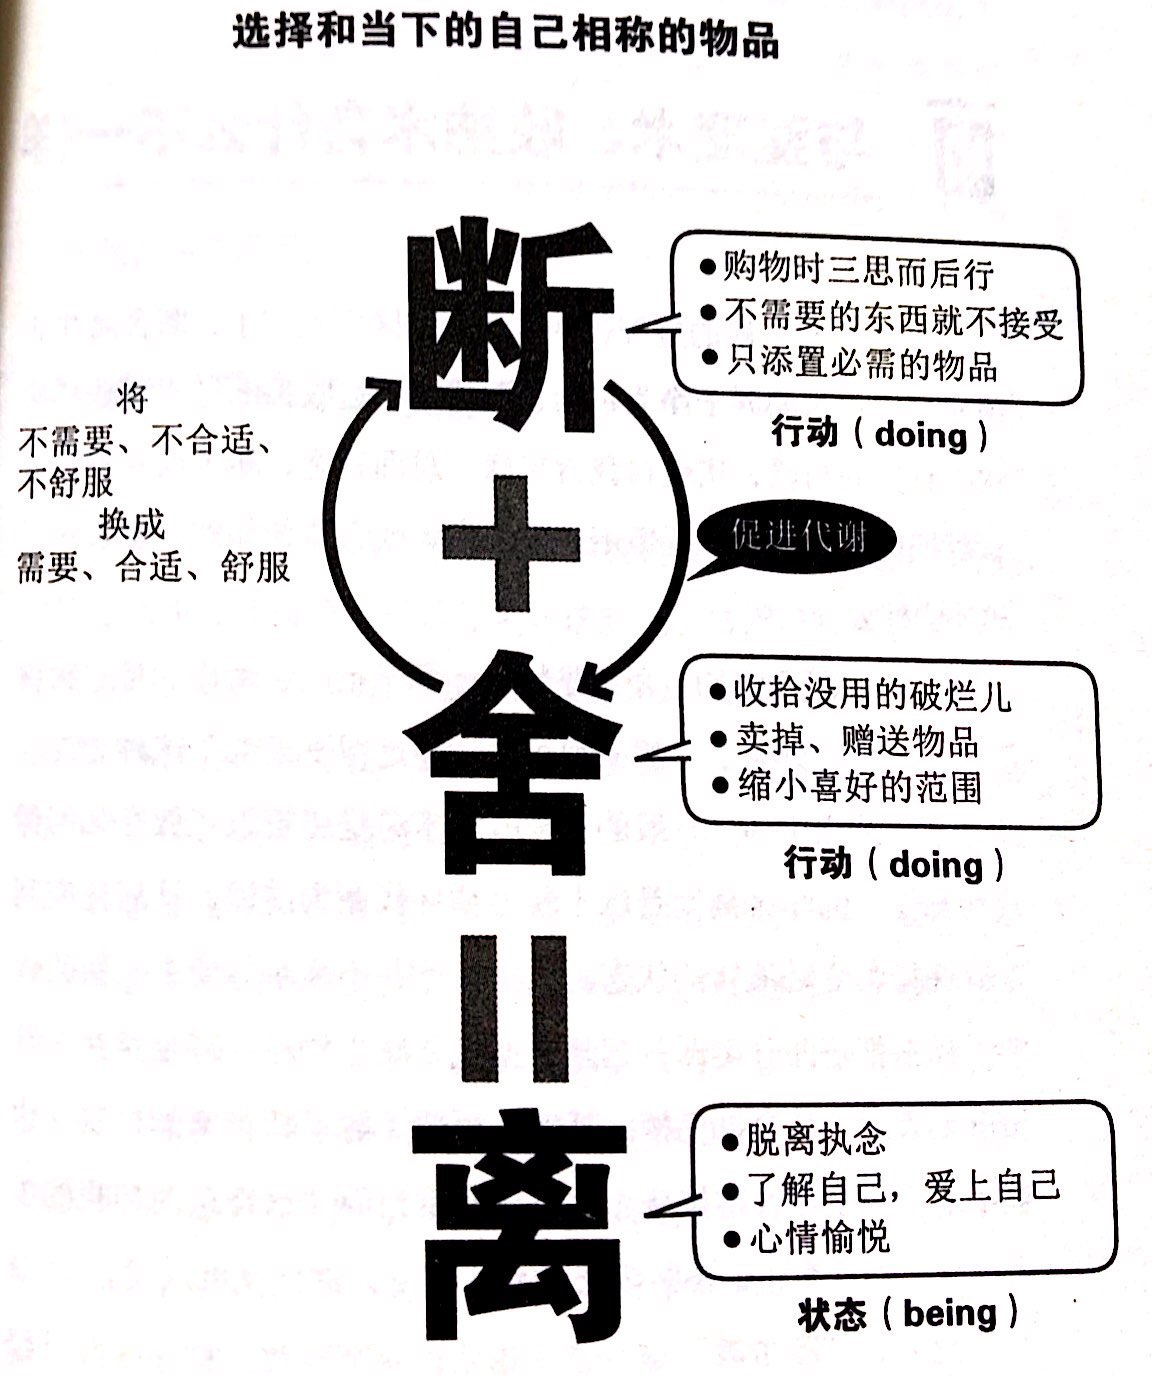 选择和当下的自己相称的物品
断
●购物时三思而后行
●不需要的东西就不接受
●只添置必需的物品
行动（doing）
将
不需要、不合适、
不舒服
换成
需要、合适、舒服
＋
促进代谢
舍
●收拾没用的破烂儿
●卖掉、赠送物品
●缩小喜好的范围
行动（doing）
＝
离
●脱离执念
●了解自己，爱上自己
●心情愉悦
状态（being）